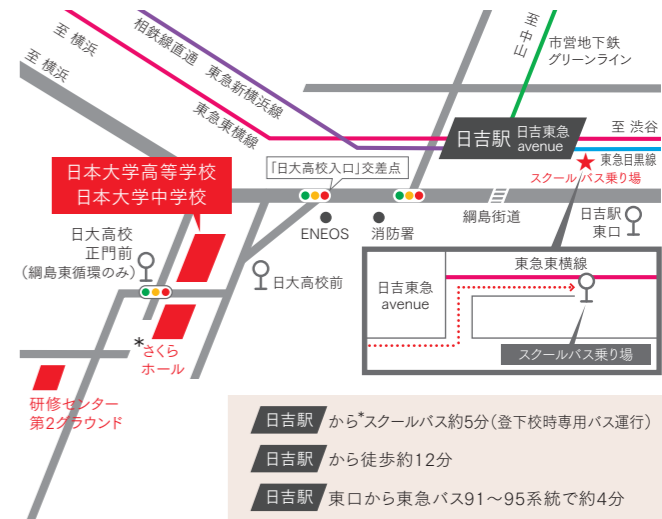 至 横浜
至 横浜
相鉄線直通 東急新横浜線
東急東横線
至 中山
市営地下鉄
グリーンライン
日吉駅 日吉東急
avenue
至 渋谷
東急目黒線
スクールバス乗り場
日本大学高等学校
日本大学中学校
「日大高校入口」交差点
ENEOS
消防署
綱島街道
日吉駅
東口
日大高校
正門前
(綱島東循環のみ)
日大高校前
*さくら
ホール
研修センター
第2グラウンド
東急東横線
日吉東急
avenue
スクールバス乗り場
日吉駅 から*スクールバス約5分(登下校時専用バス運行)
日吉駅 から徒歩約12分
日吉駅 東口から東急バス91〜95系統で約4分